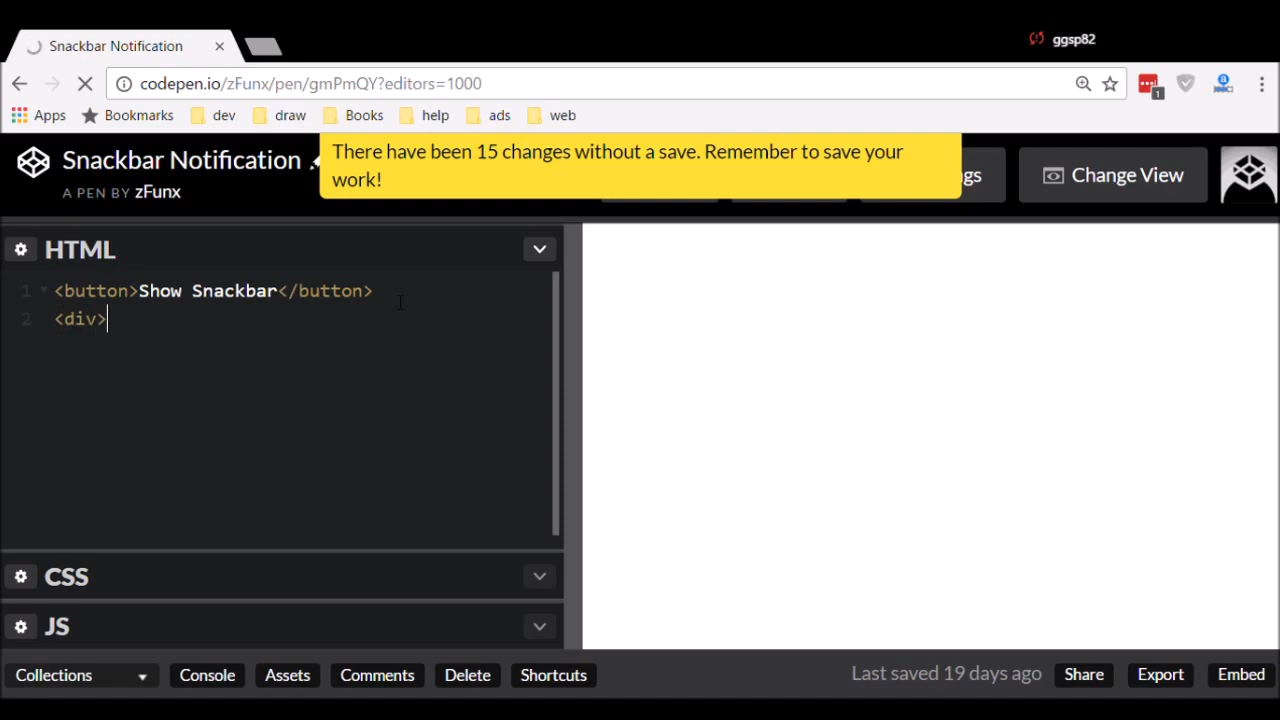 ggsp82
Snackbar Notification
codepen.io/zFunx/pen/gmPmQY?editors=1000
1
Apps Bookmarks dev draw Books help ads web
There have been 15 changes without a save. Remember to save your
work!
Snackbar Notification
A PEN BY zFunx
Change View
HTML
1 <button>Show Snackbar</button>
2 <div>
CSS
JS
Collections Console Assets Comments Delete Shortcuts Last saved 19 days ago Share Export Embed